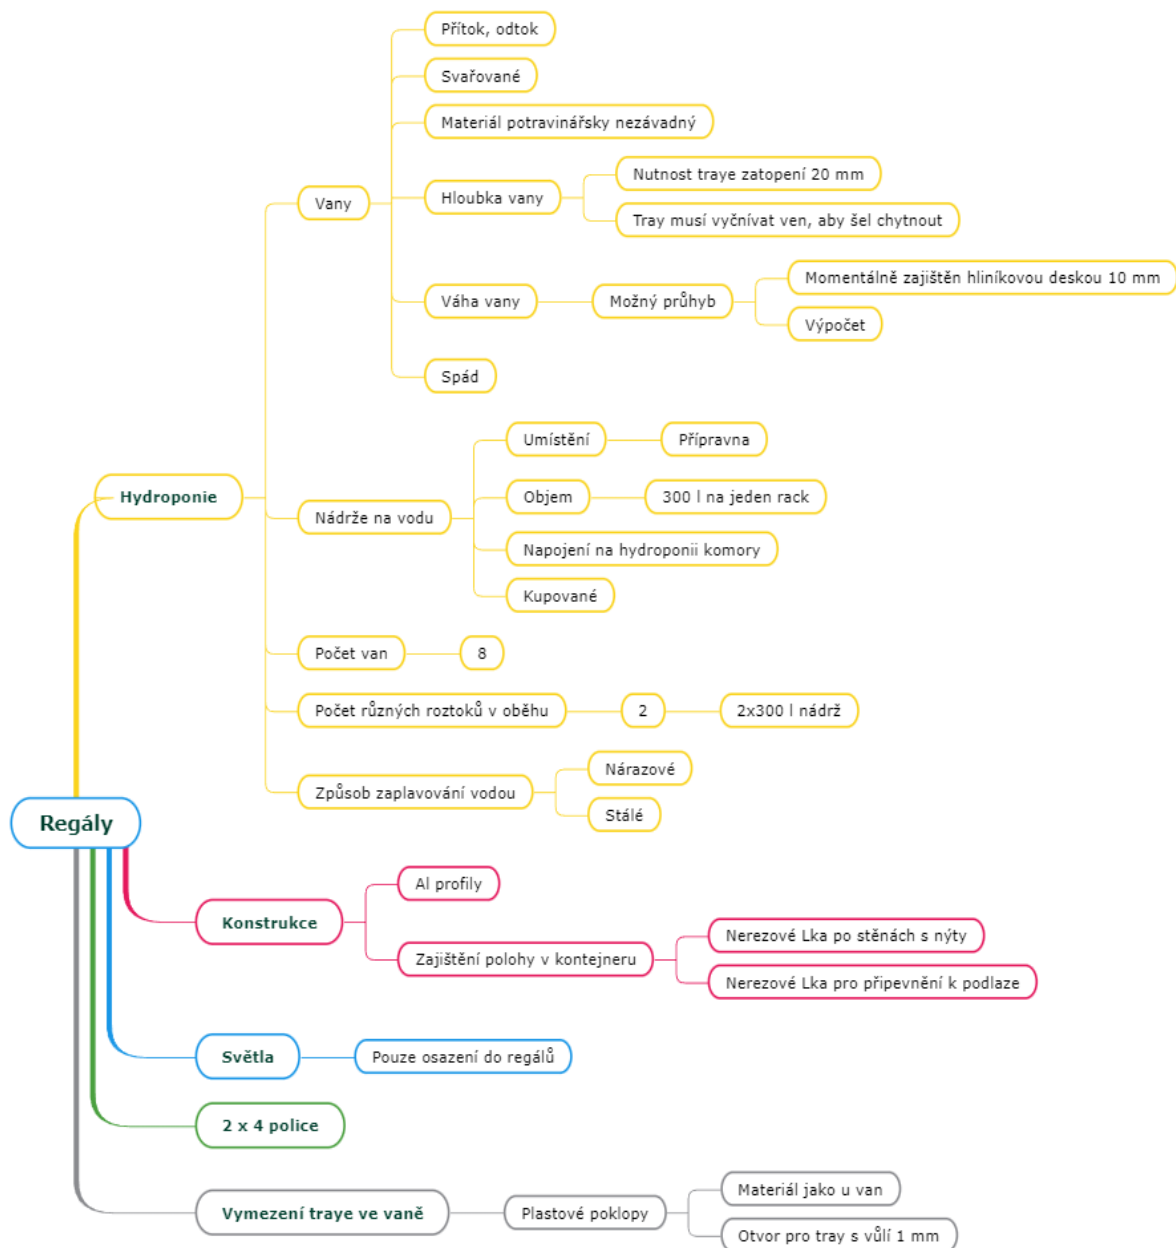 Regály
Hydroponie
Vany
Přítok, odtok
Svařované
Materiál potravinářsky nezávadný
Hloubka vany
Nutnost traye zatopení 20 mm
Tray musí vyčnívat ven, aby šel chytnout
Váha vany
Možný průhyb
Momentálně zajištěn hliníkovou deskou 10 mm
Výpočet
Spád
Nádrže na vodu
Umístění
Přípravna
Objem
300 l na jeden rack
Napojení na hydroponii komory
Kupované
Počet van
8
Počet různých roztoků v oběhu
2
2x300 l nádrž
Způsob zaplavování vodou
Nárazové
Stálé
Konstrukce
Al profily
Zajištění polohy v kontejneru
Nerezové Lka po stěnách s nýty
Nerezové Lka pro připevnění k podlaze
Světla
Pouze osazení do regálů
2 x 4 police
Vymezení traye ve vaně
Plastové poklopy
Materiál jako u van
Otvor pro tray s vůlí 1 mm